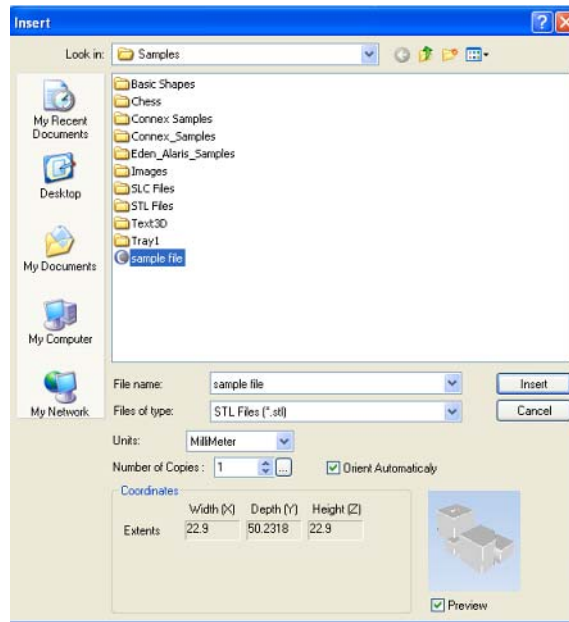 Insert
Look in: Samples
My Recent Documents
Desktop
My Documents
My Computer
My Network
Basic Shapes
Chess
Connex Samples
Connex_Samples
Eden_Alaris_Samples
Images
SLC Files
STL Files
Text3D
Tray1
sample file
File name: sample file Insert
Files of type: STL Files (*.stl) Cancel
Units: MilliMeter
Number of Copies : 1 ... Orient Automaticaly
Coordinates
Width (X) Depth (Y) Height (Z)
Extents 22.9 50.2318 22.9
Preview